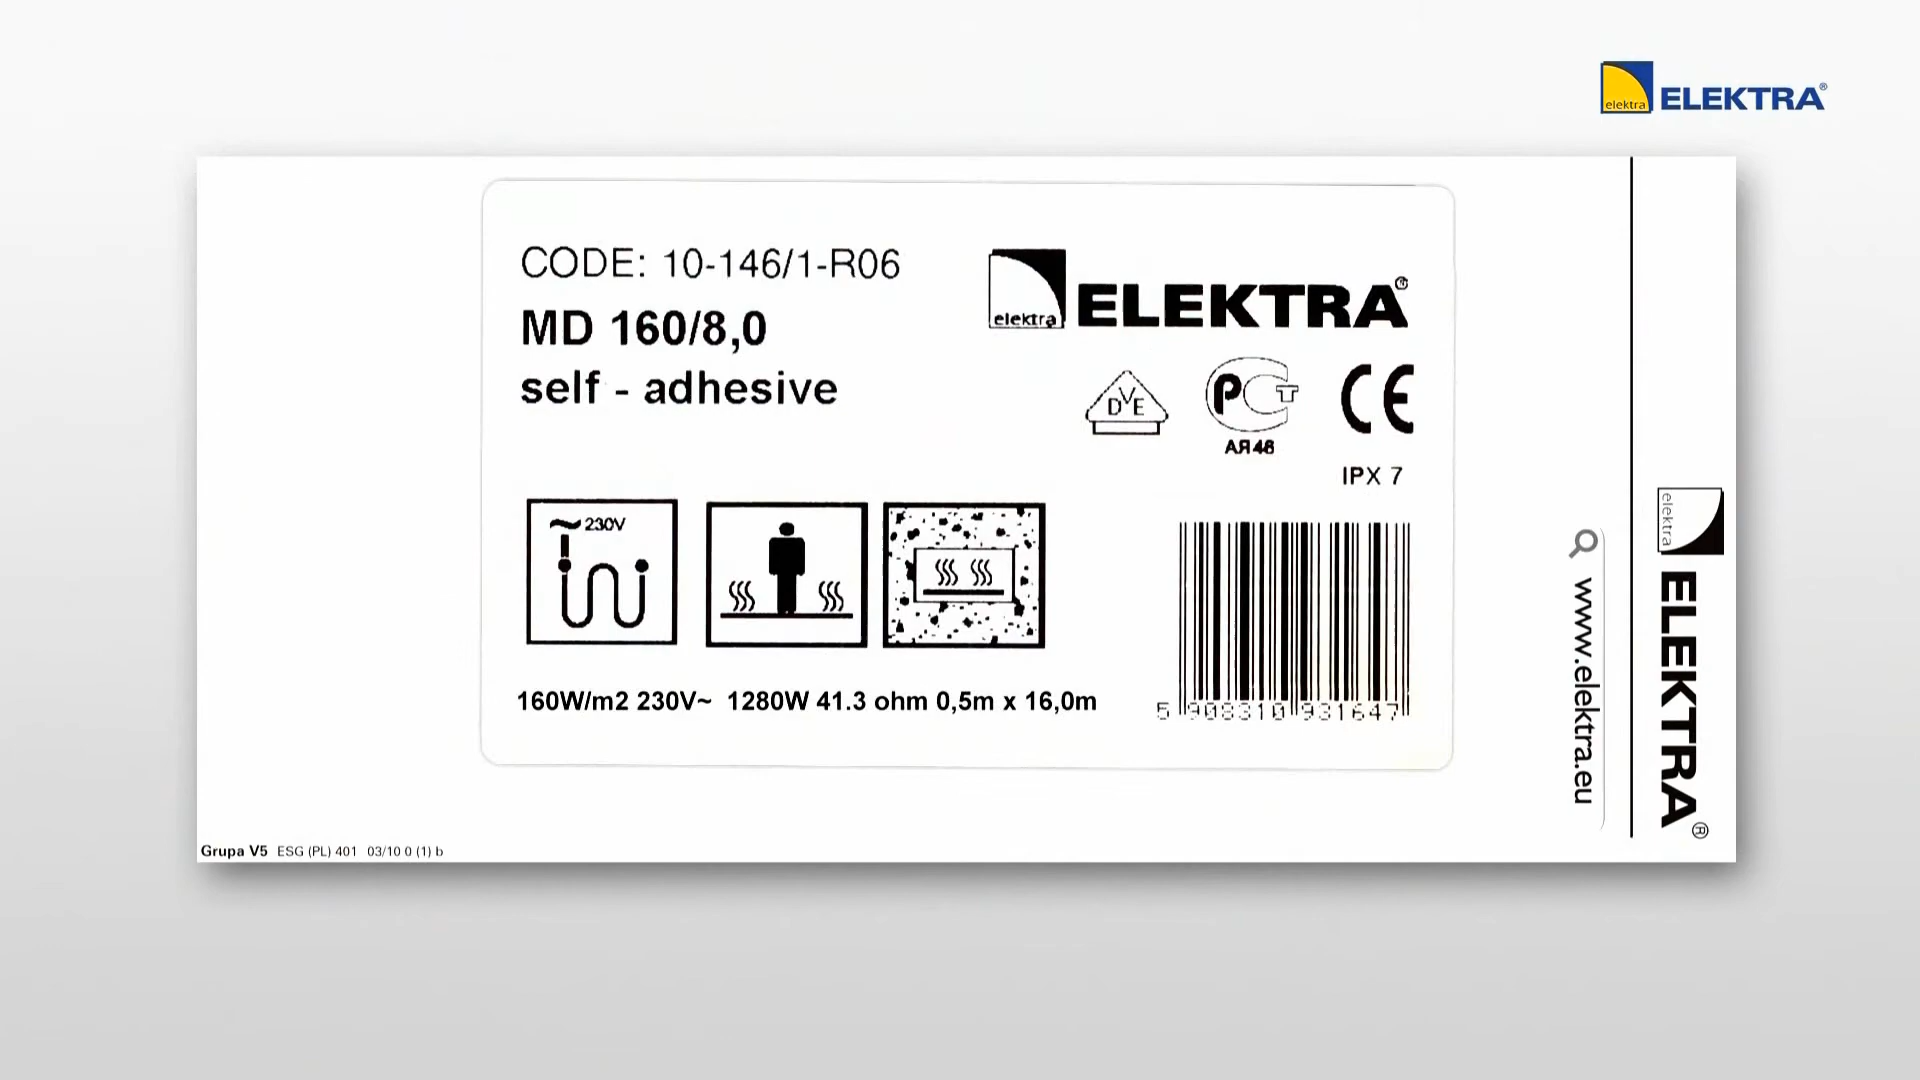 elektra ELEKTRA®
CODE: 10-146/1-R06
MD 160/8,0
self - adhesive
elektra ELEKTRA®
DVE
PCT
АЯ46
CE
IPX 7
~ 230V
160W/m2 230V~ 1280W 41.3 ohm 0,5m x 16,0m
5 908310 931647
www.elektra.eu
elektra ELEKTRA®
Grupa V5 ESG (PL) 401 03/10 0 (1) b